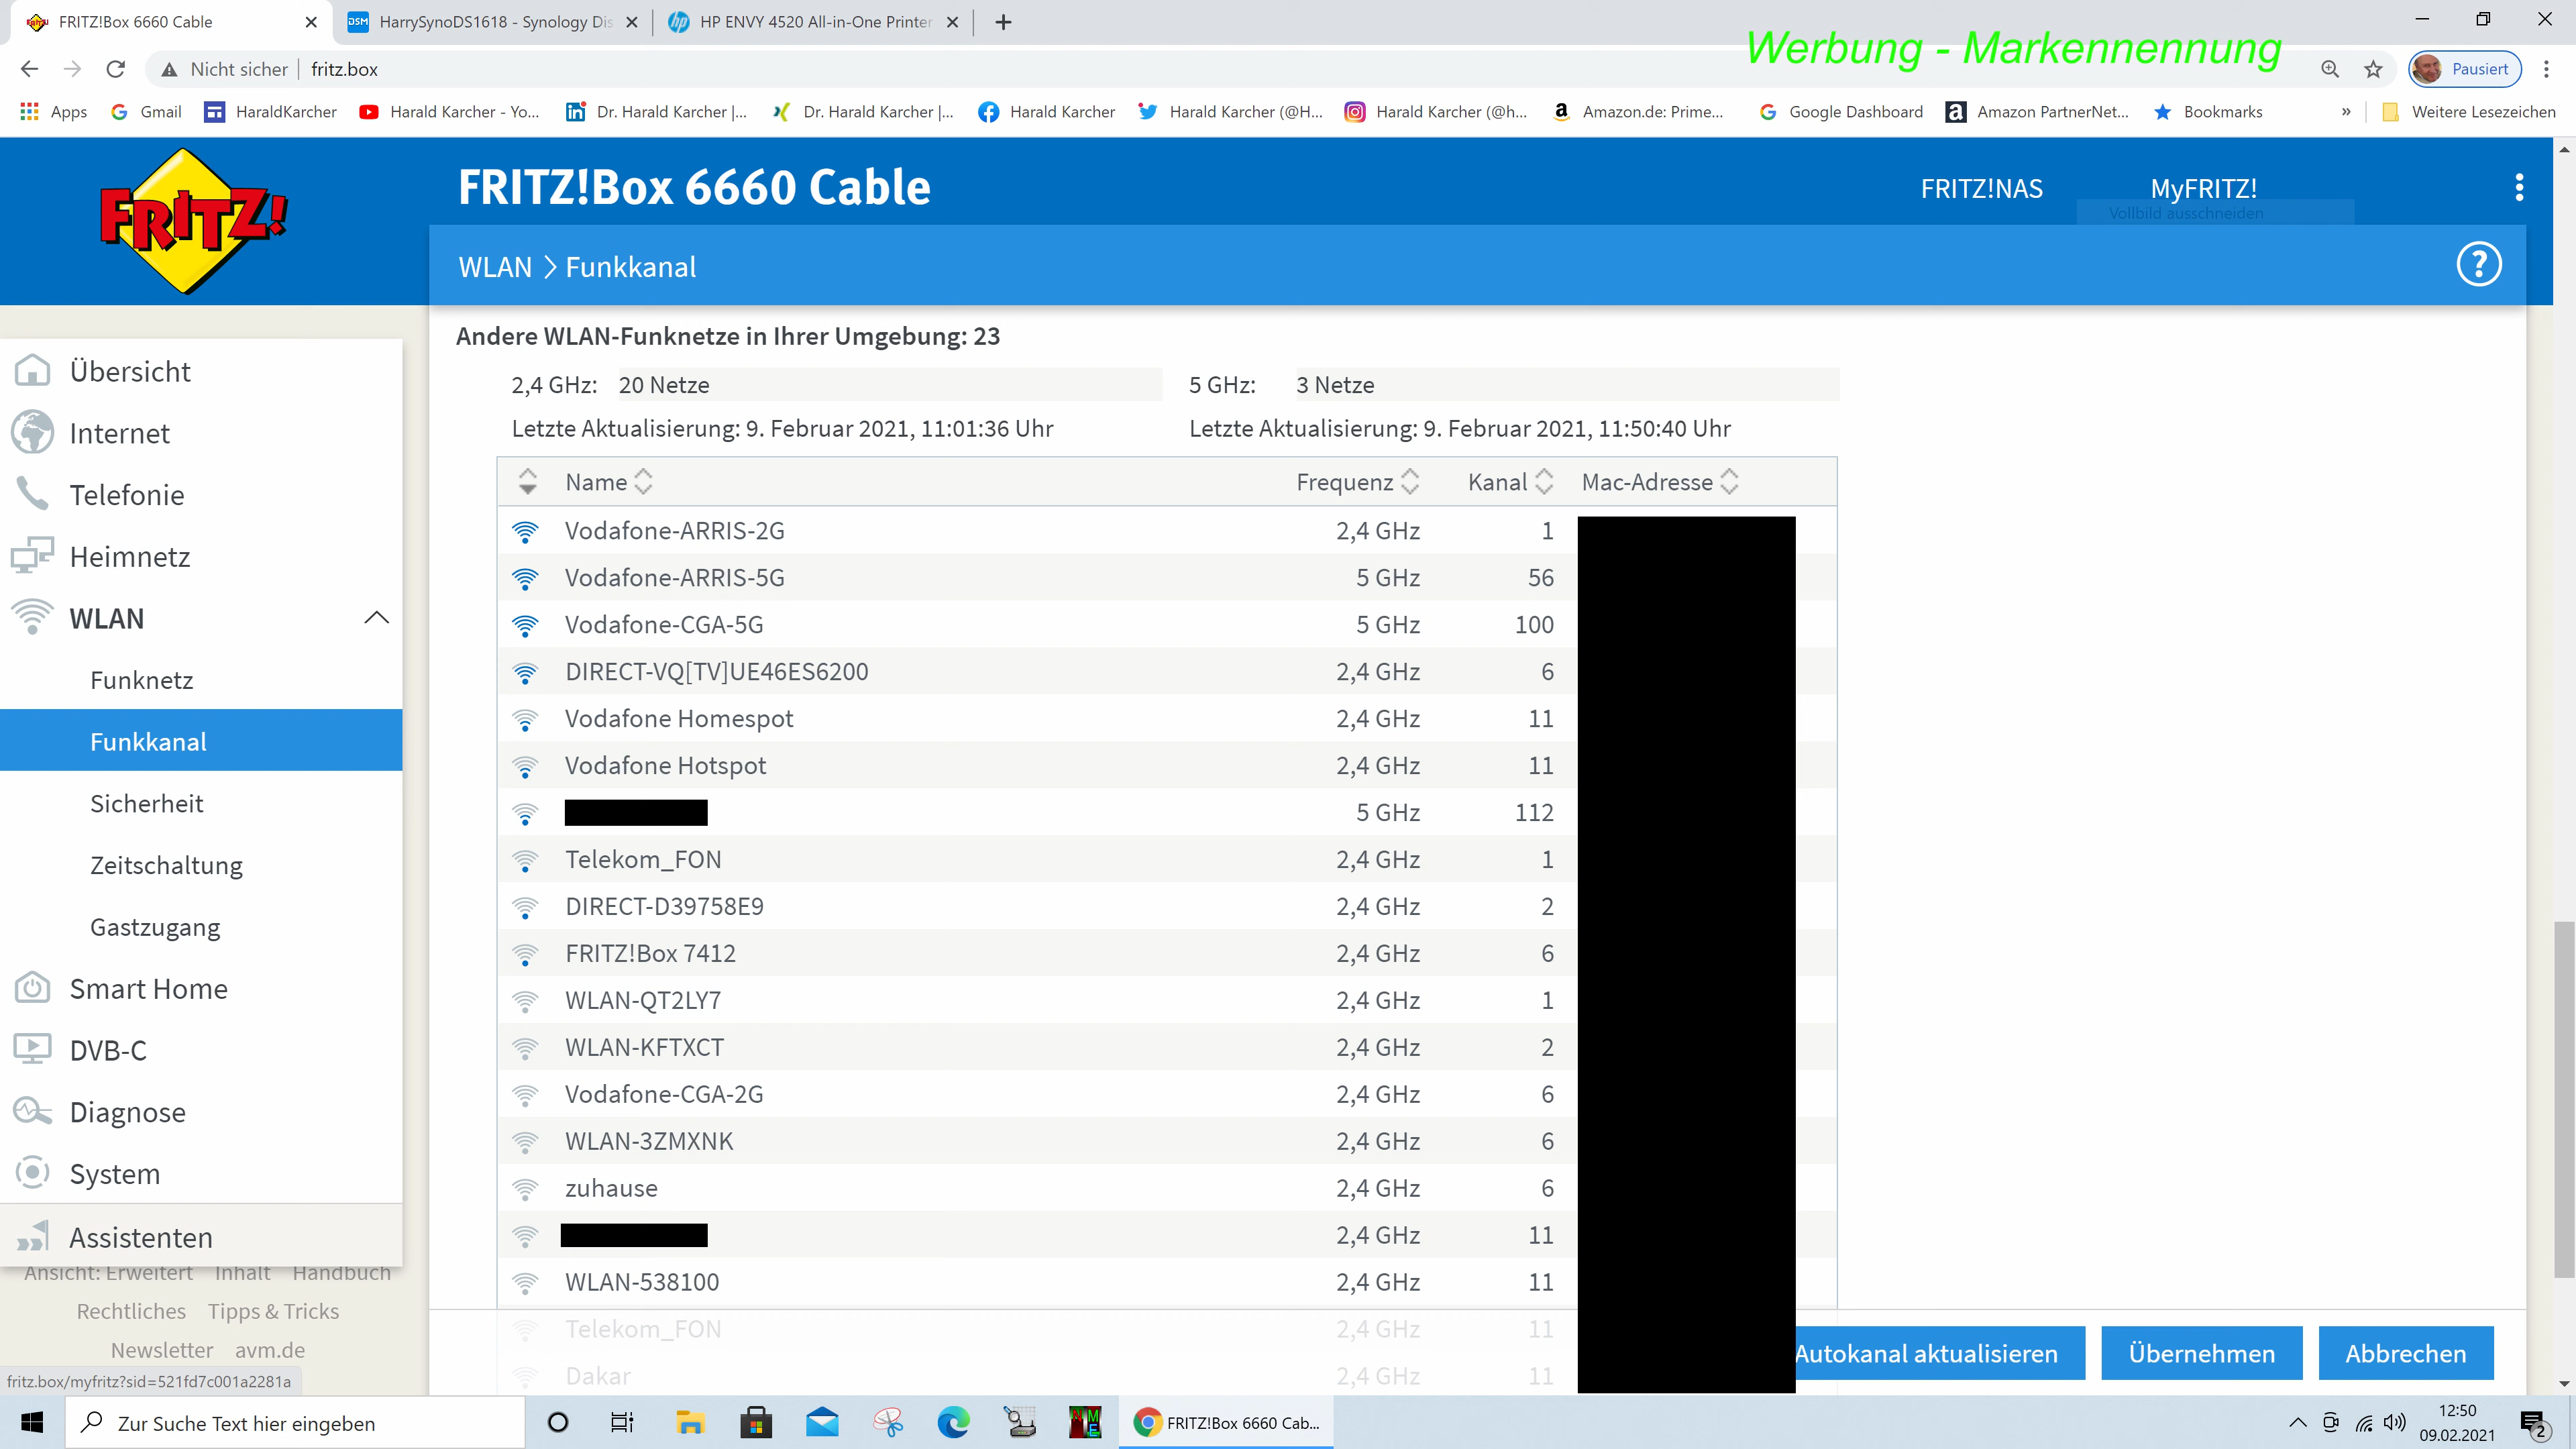 FRITZ!Box 6660 Cable
HarrySynoDS1618 - Synology Dis
HP ENVY 4520 All-in-One Printer
Werbung - Markennennung
Nicht sicher
fritz.box
Pausiert
Apps
Gmail
HaraldKarcher
Harald Karcher - Yo...
Dr. Harald Karcher |...
Dr. Harald Karcher |...
Harald Karcher
Harald Karcher (@H...
Harald Karcher (@h...
Amazon.de: Prime...
Google Dashboard
Amazon PartnerNet...
Bookmarks
»
Weitere Lesezeichen
FRITZ!
FRITZ!Box 6660 Cable
FRITZ!NAS
MyFRITZ!
Vollbild ausschneiden
WLAN > Funkkanal
?
Übersicht
Internet
Telefonie
Heimnetz
WLAN
Funknetz
Funkkanal
Sicherheit
Zeitschaltung
Gastzugang
Smart Home
DVB-C
Diagnose
System
Assistenten
Ansicht: Erweitert Inhalt Handbuch
Rechtliches Tipps & Tricks
Newsletter avm.de
fritz.box/myfritz?sid=521fd7c001a2281a
Andere WLAN-Funknetze in Ihrer Umgebung: 23
2,4 GHz: 20 Netze 5 GHz: 3 Netze
Letzte Aktualisierung: 9. Februar 2021, 11:01:36 Uhr Letzte Aktualisierung: 9. Februar 2021, 11:50:40 Uhr
Name Frequenz Kanal Mac-Adresse
Vodafone-ARRIS-2G 2,4 GHz 1
Vodafone-ARRIS-5G 5 GHz 56
Vodafone-CGA-5G 5 GHz 100
DIRECT-VQ[TV]UE46ES6200 2,4 GHz 6
Vodafone Homespot 2,4 GHz 11
Vodafone Hotspot 2,4 GHz 11
5 GHz 112
Telekom_FON 2,4 GHz 1
DIRECT-D39758E9 2,4 GHz 2
FRITZ!Box 7412 2,4 GHz 6
WLAN-QT2LY7 2,4 GHz 1
WLAN-KFTXCT 2,4 GHz 2
Vodafone-CGA-2G 2,4 GHz 6
WLAN-3ZMXNK 2,4 GHz 6
zuhause 2,4 GHz 6
2,4 GHz 11
WLAN-538100 2,4 GHz 11
Telekom_FON 2,4 GHz 11
Dakar 2,4 GHz 11
Autokanal aktualisieren
Übernehmen
Abbrechen
Zur Suche Text hier eingeben
FRITZ!Box 6660 Cab...
12:50
09.02.2021
2